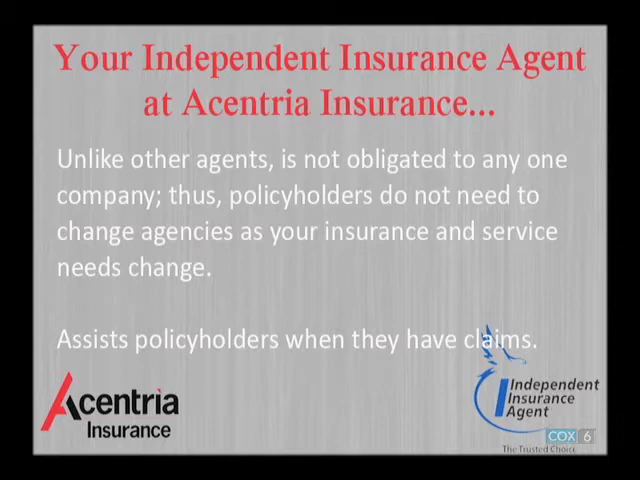 Your Independent Insurance Agent
at Acentria Insurance...
Unlike other agents, is not obligated to any one
company; thus, policyholders do not need to
change agencies as your insurance and service
needs change.
Assists policyholders when they have claims.
Acentria
Insurance
Independent
Insurance
Agent
COX 6
The Trusted Choice